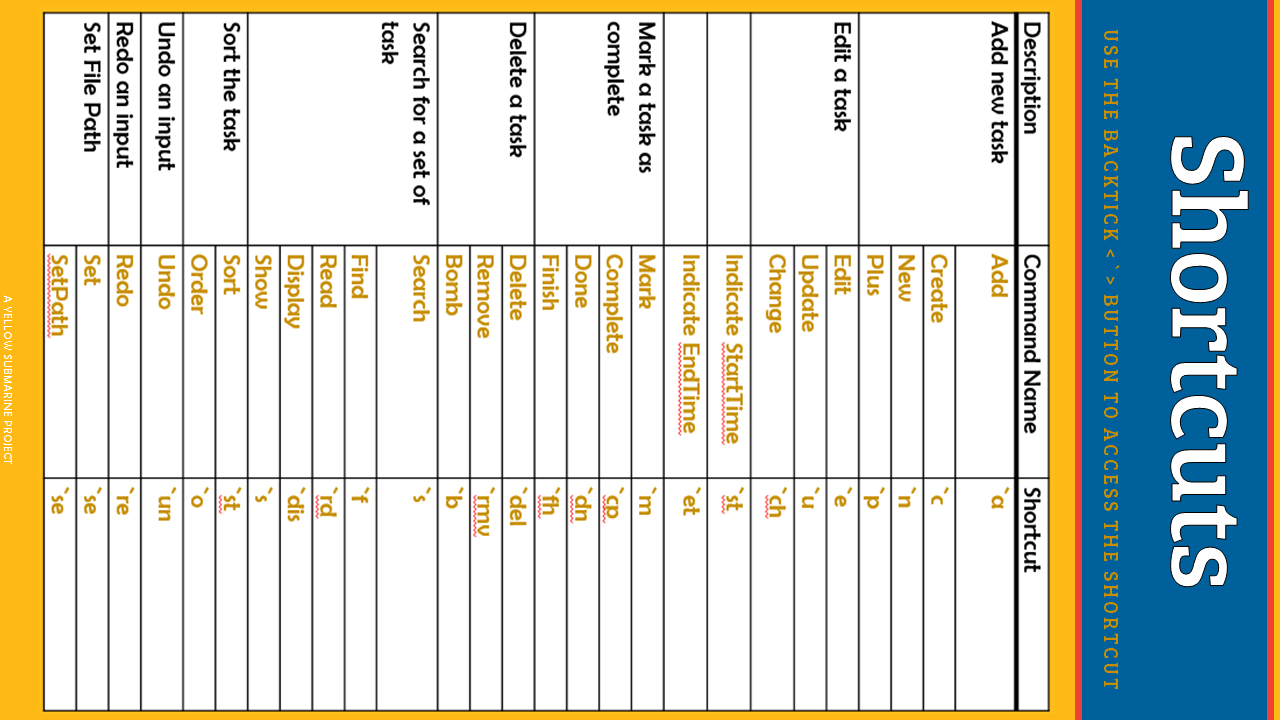 Shortcuts
USE THE BACKTICK < ` > BUTTON TO ACCESS THE SHORTCUT
Description Command Name Shortcut
Add new task Add `a
Create `c
New `n
Plus `p
Edit a task Edit `e
Update `u
Change `ch
Indicate StartTime `st
Indicate EndTime `et
Mark a task as complete Mark `m
Complete `cp
Done `dn
Finish `fh
Delete a task Delete `del
Remove `rmv
Bomb `b
Search for a set of task Search `s
Find `f
Read `rd
Display `dis
Show `s
Sort the task Sort `st
Order `o
Undo an input Undo `un
Redo an input Redo `re
Set File Path Set `se
SetPath `se
A YELLOW SUBMARINE PROJECT